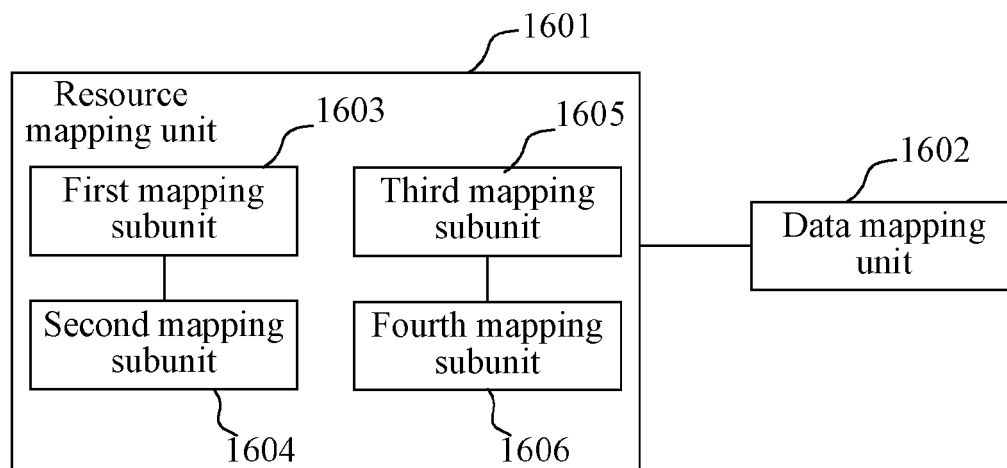 1601
Resource
mapping unit
1603
1605
1602
First mapping
subunit
Third mapping
subunit
Data mapping
unit
Second mapping
subunit
Fourth mapping
subunit
1604
1606